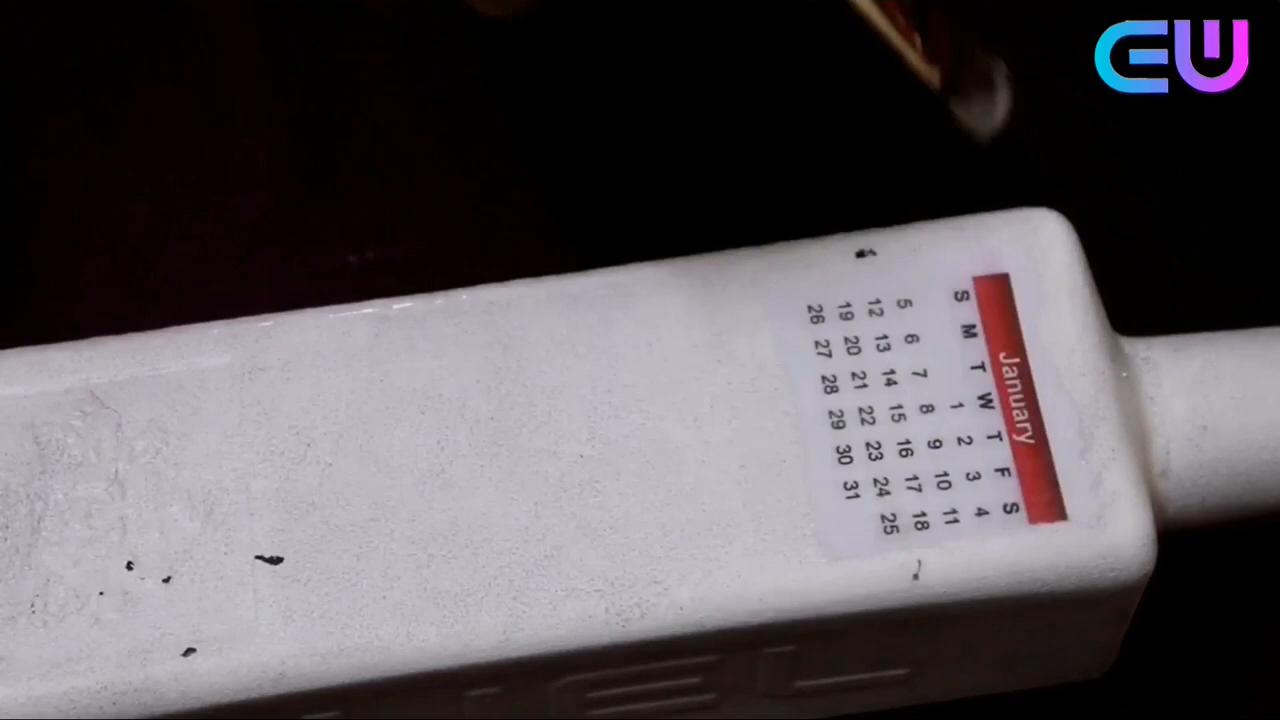 EW
January
S M T W T F S
1 2 3 4
5 6 7 8 9 10 11
12 13 14 15 16 17 18
19 20 21 22 23 24 25
26 27 28 29 30 31